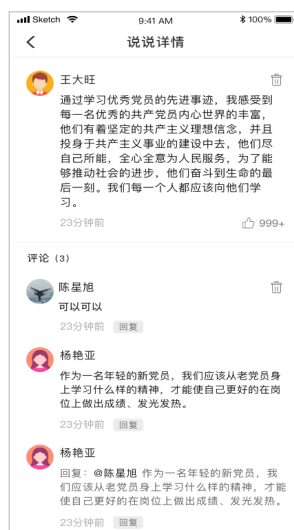 Sketch 9:41 AM 100%
说说详情
王大旺
通过学习优秀党员的先进事迹，我感受到
每一名优秀的共产党员内心世界的丰富，
他们有着坚定的共产主义理想信念，并且
投身于共产主义事业的建设中去，他们尽
自己所能，全心全意为人民服务，为了能
够推动社会的进步，他们奋斗到生命的最
后一刻。我们每一个人都应该向他们学
习。
23分钟前 999+
评论（3）
陈星旭
可以可以
23分钟前 回复
杨艳亚
作为一名年轻的新党员，我们应该从老党员身
上学习什么样的精神，才能使自己更好的在岗
位上做出成绩、发光发热。
23分钟前 回复
杨艳亚
回复：@陈星旭 作为一名年轻的新党员，我
们应该从老党员身上学习什么样的精神，才能
使自己更好的在岗位上做出成绩、发光发热。
23分钟前 回复